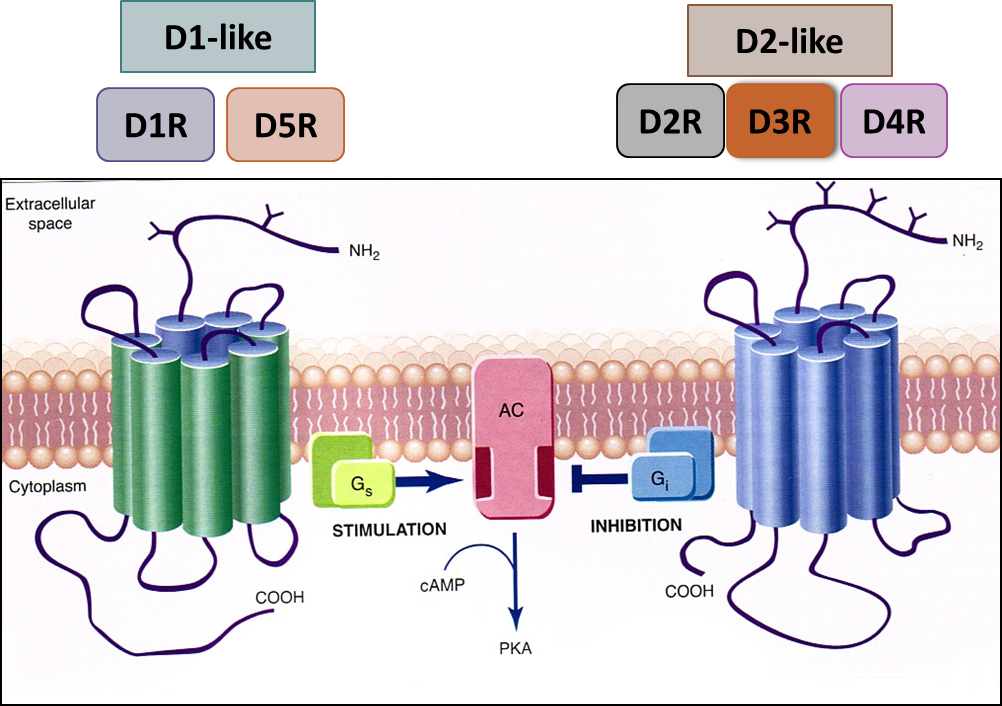 D1-like
D2-like
D1R
D5R
D2R
D3R
D4R
Extracellular
space
NH₂
NH₂
AC
Cytoplasm
Gₛ
Gᵢ
STIMULATION
INHIBITION
cAMP
COOH
COOH
PKA